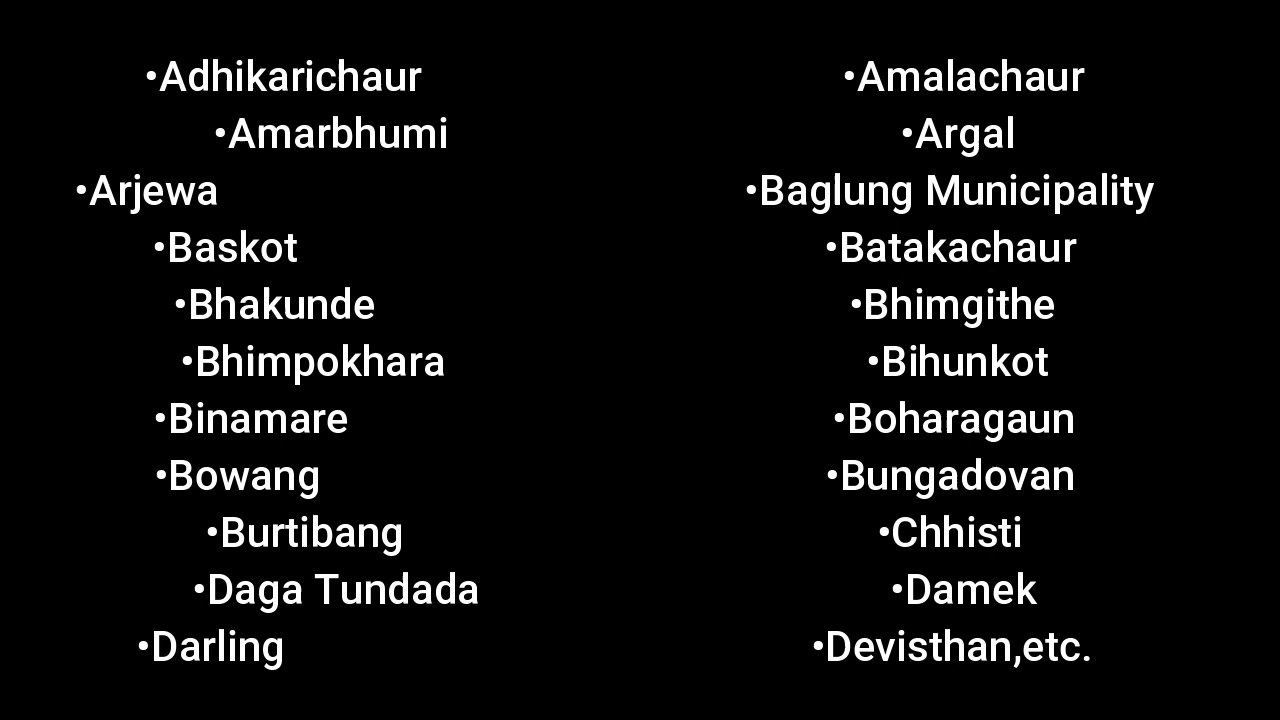 •Adhikarichaur
•Amarbhumi
•Arjewa
•Baskot
•Bhakunde
•Bhimpokhara
•Binamare
•Bowang
•Burtibang
•Daga Tundada
•Darling
•Amalachaur
•Argal
•Baglung Municipality
•Batakachaur
•Bhimgithe
•Bihunkot
•Boharagaun
•Bungadovan
•Chhisti
•Damek
•Devisthan,etc.